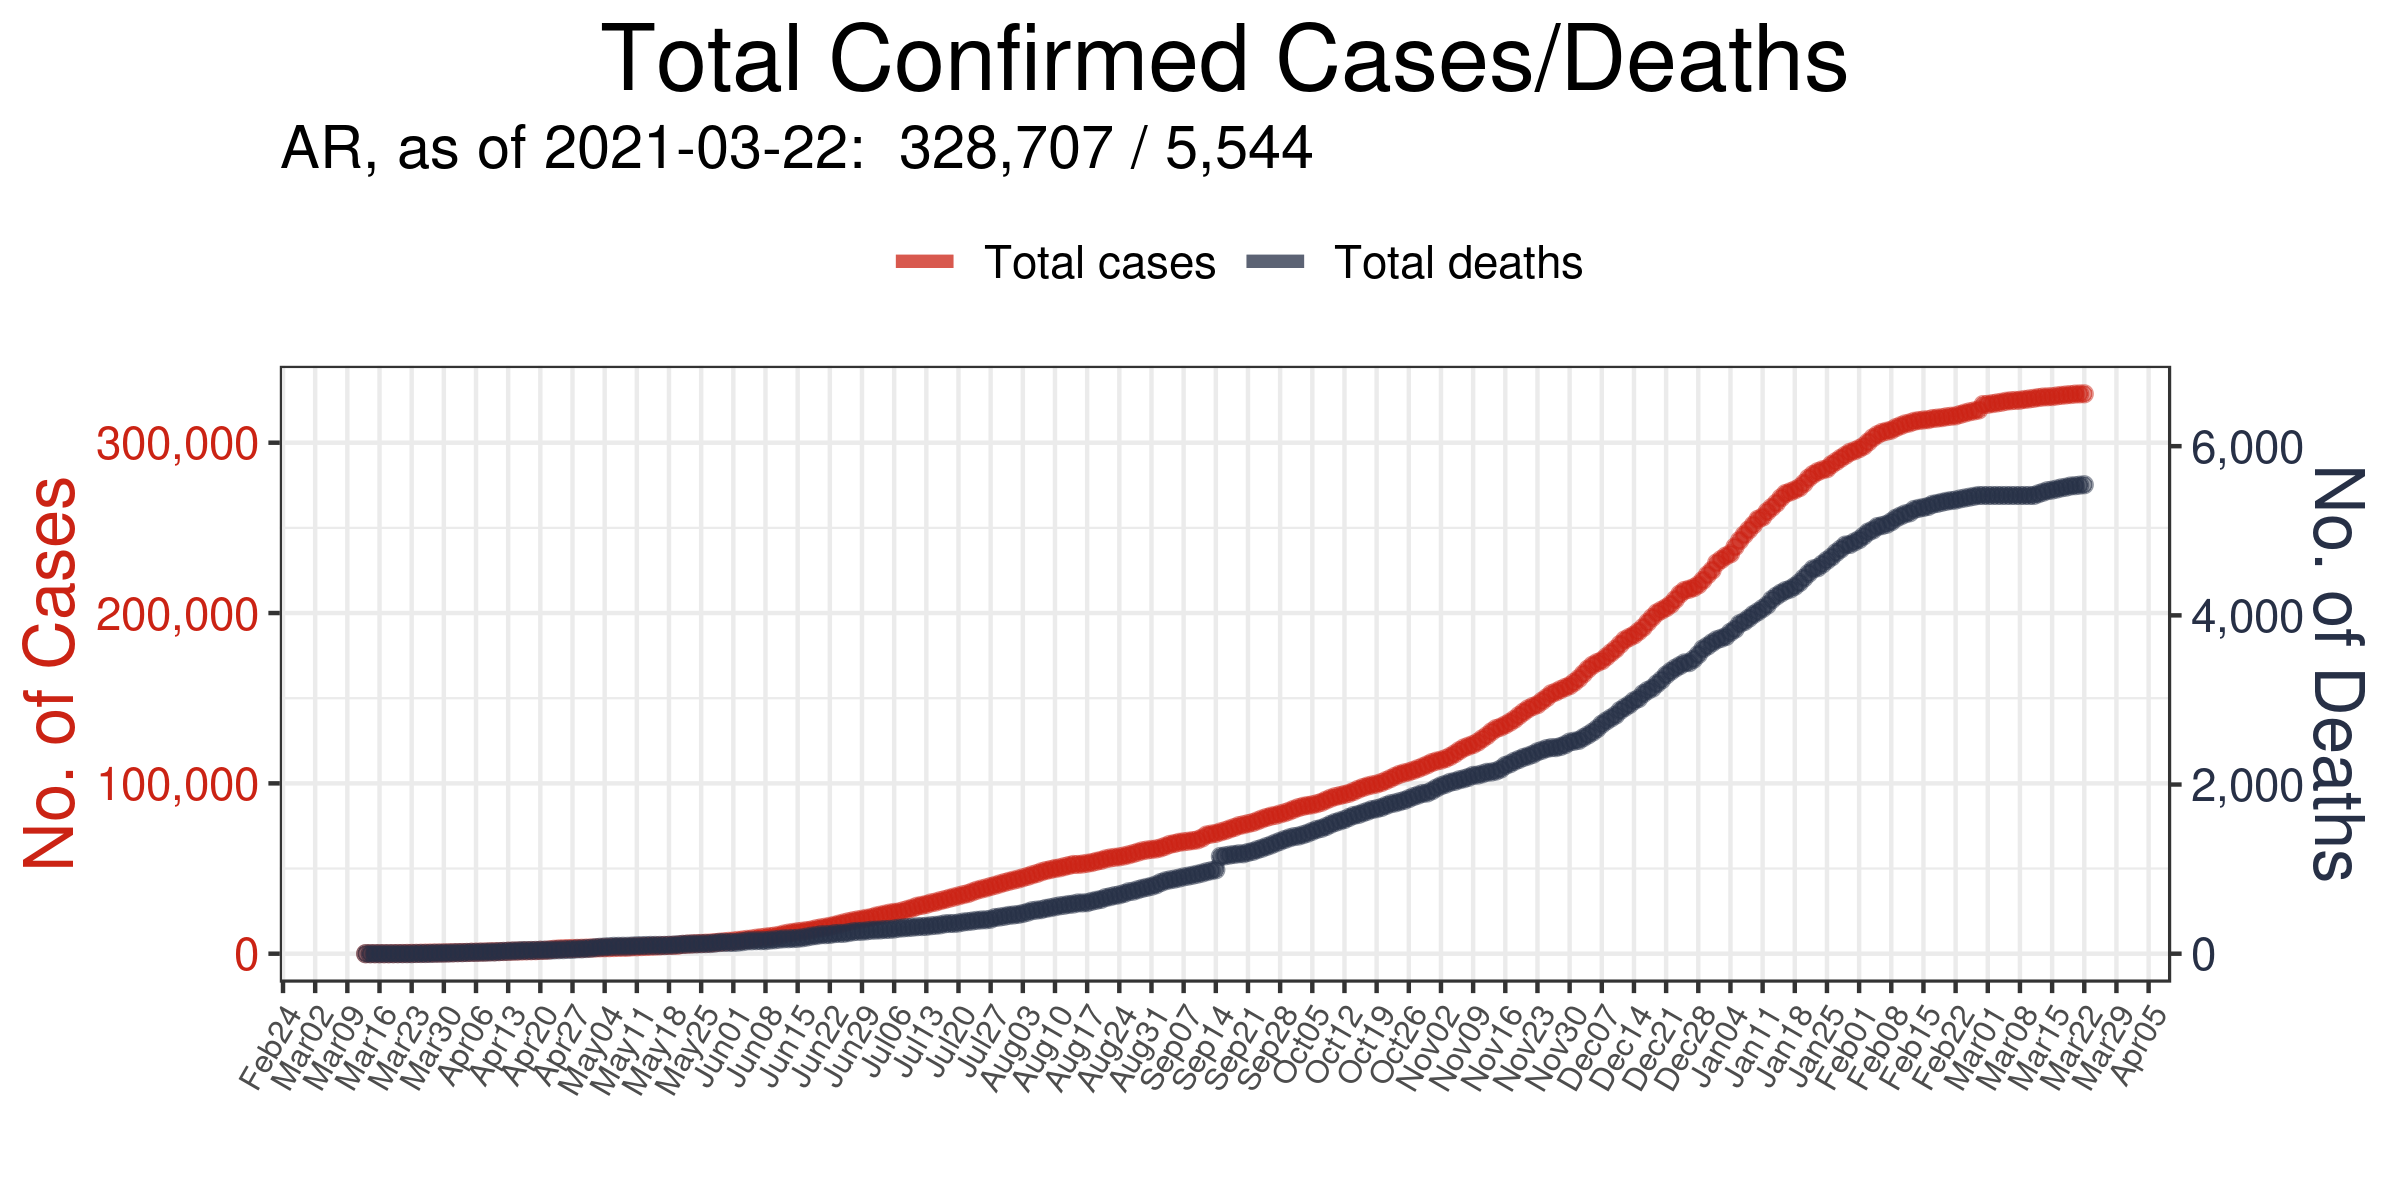 Total Confirmed Cases/Deaths
AR, as of 2021-03-22:  328,707 / 5,544
Total cases
Total deaths
No. of Cases
300,000
200,000
100,000
0
6,000
4,000
2,000
0
No. of Deaths
Feb24
Mar02
Mar09
Mar16
Mar23
Mar30
Apr06
Apr13
Apr20
Apr27
May04
May11
May18
May25
Jun01
Jun08
Jun15
Jun22
Jun29
Jul06
Jul13
Jul20
Jul27
Aug03
Aug10
Aug17
Aug24
Aug31
Sep07
Sep14
Sep21
Sep28
Oct05
Oct12
Oct19
Oct26
Nov02
Nov09
Nov16
Nov23
Nov30
Dec07
Dec14
Dec21
Dec28
Jan04
Jan11
Jan18
Jan25
Feb01
Feb08
Feb15
Feb22
Mar01
Mar08
Mar15
Mar22
Mar29
Apr05